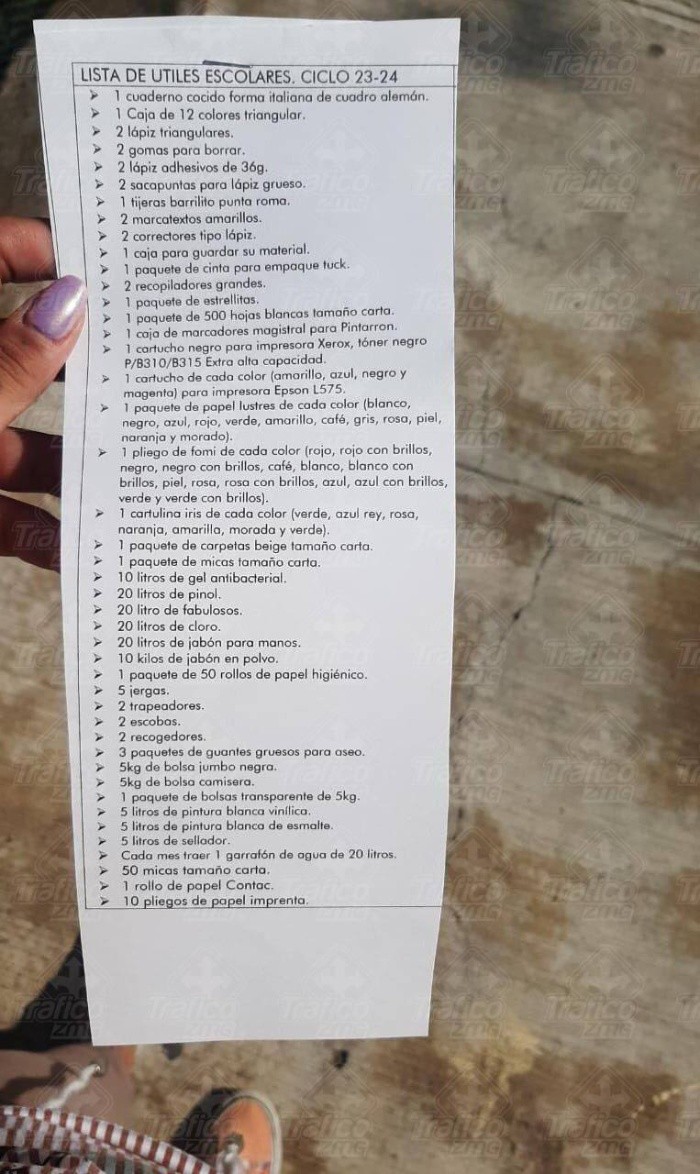 LISTA DE UTILES ESCOLARES. CICLO 23-24
➢ 1 cuaderno cocido forma italiana de cuadro alemán.
➢ 1 Caja de 12 colores triangular.
➢ 2 lápiz triangulares.
➢ 2 gomas para borrar.
➢ 2 lápiz adhesivos de 36g.
➢ 2 sacapuntas para lápiz grueso.
➢ 1 tijeras barrilito punta roma.
➢ 2 marcatextos amarillos.
➢ 2 correctores tipo lápiz.
➢ 1 caja para guardar su material.
➢ 1 paquete de cinta para empaque tuck.
➢ 2 recopiladores grandes.
➢ 1 paquete de estrellitas.
➢ 1 paquete de 500 hojas blancas tamaño carta.
➢ 1 caja de marcadores magistral para Pintarron.
➢ 1 cartucho negro para impresora Xerox, tóner negro
P/B310/B315 Extra alta capacidad.
➢ 1 cartucho de cada color (amarillo, azul, negro y
magenta) para impresora Epson L575.
➢ 1 paquete de papel lustres de cada color (blanco,
negro, azul, rojo, verde, amarillo, café, gris, rosa, piel,
naranja y morado).
➢ 1 pliego de fomi de cada color (rojo, rojo con brillos,
negro, negro con brillos, café, blanco, blanco con
brillos, piel, rosa, rosa con brillos, azul, azul con brillos,
verde y verde con brillos).
➢ 1 cartulina iris de cada color (verde, azul rey, rosa,
naranja, amarilla, morada y verde).
➢ 1 paquete de carpetas beige tamaño carta.
➢ 1 paquete de micas tamaño carta.
➢ 10 litros de gel antibacterial.
➢ 20 litros de pinol.
➢ 20 litro de fabulosos.
➢ 20 litros de cloro.
➢ 20 litros de jabón para manos.
➢ 10 kilos de jabón en polvo.
➢ 1 paquete de 50 rollos de papel higiénico.
➢ 5 jergas.
➢ 2 trapeadores.
➢ 2 escobas.
➢ 2 recogedores.
➢ 3 paquetes de guantes gruesos para aseo.
➢ 5kg de bolsa jumbo negra.
➢ 5kg de bolsa camisera.
➢ 1 paquete de bolsas transparente de 5kg.
➢ 5 litros de pintura blanca vinílica.
➢ 5 litros de pintura blanca de esmalte.
➢ 5 litros de sellador.
➢ Cada mes traer 1 garrafón de agua de 20 litros.
➢ 50 micas tamaño carta.
➢ 1 rollo de papel Contac.
➢ 10 pliegos de papel imprenta.
Trafico
zmg